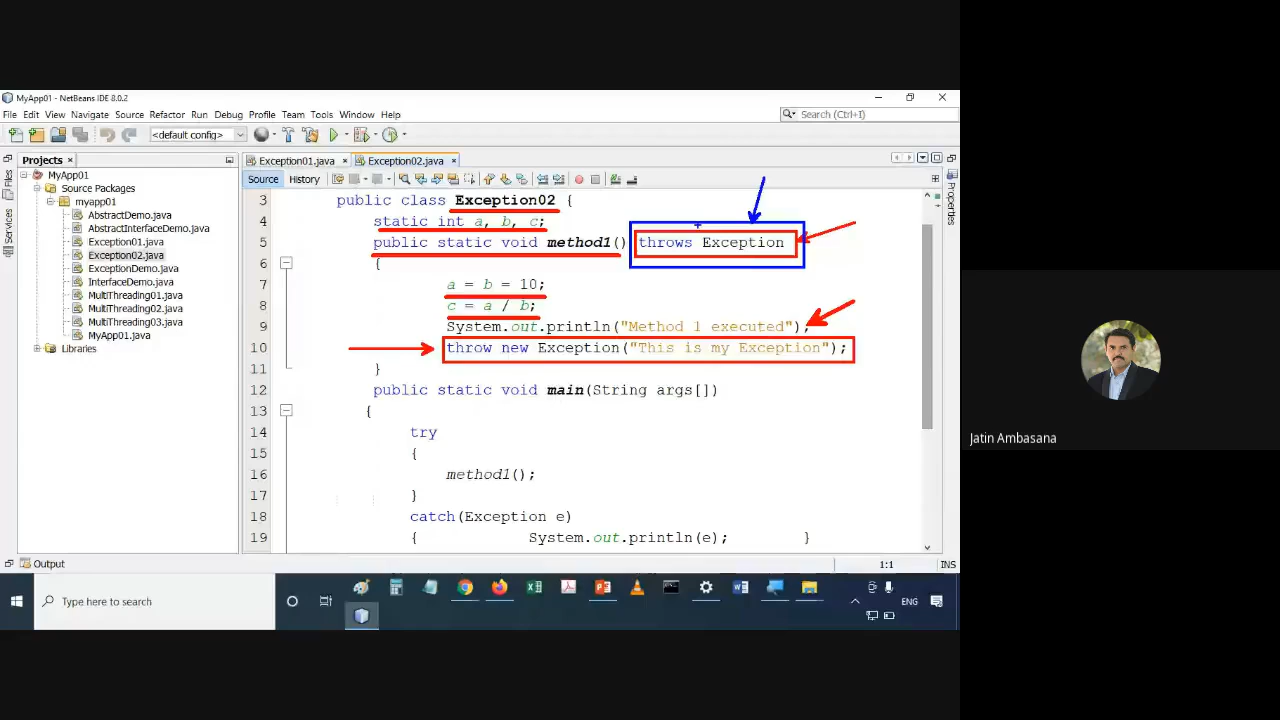 MyApp01 - NetBeans IDE 8.0.2
File Edit View Navigate Source Refactor Run Debug Profile Team Tools Window Help
Search (Ctrl+I)
<default config>
Projects
Exception01.java
Exception02.java
Files
Services
Properties
Source
History
MyApp01
Source Packages
myapp01
AbstractDemo.java
AbstractInterfaceDemo.java
Exception01.java
Exception02.java
ExceptionDemo.java
InterfaceDemo.java
MultiThreading01.java
MultiThreading02.java
MultiThreading03.java
MyApp01.java
Libraries
3 public class Exception02 {
4 static int a, b, c;
5 public static void method1() throws Exception
6 {
7 a = b = 10;
8 c = a / b;
9 System.out.println("Method 1 executed");
10 throw new Exception("This is my Exception");
11 }
12 public static void main(String args[])
13 {
14 try
15 {
16 method1();
17 }
18 catch(Exception e)
19 { System.out.println(e); }
Output
1:1
INS
Type here to search
ENG
Jatin Ambasana